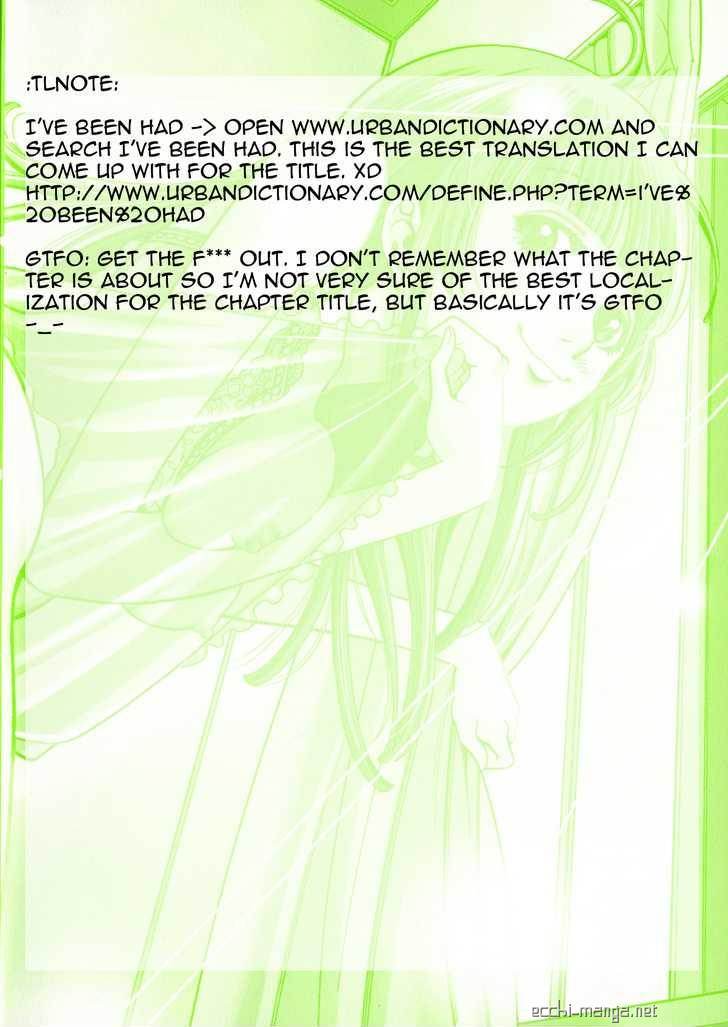 :TLNOTE:
I'VE BEEN HAD -> OPEN WWW.URBANDICTIONARY.COM AND
SEARCH I'VE BEEN HAD. THIS IS THE BEST TRANSLATION I CAN
COME UP WITH FOR THE TITLE. XD
HTTP://WWW.URBANDICTIONARY.COM/DEFINE.PHP?TERM=I'VE%
20BEEN%20HAD
GTFO: GET THE F*** OUT. I DON'T REMEMBER WHAT THE CHAP-
TER IS ABOUT SO I'M NOT VERY SURE OF THE BEST LOCAL-
IZATION FOR THE CHAPTER TITLE, BUT BASICALLY IT'S GTFO
-_-
ecchi-manga.net